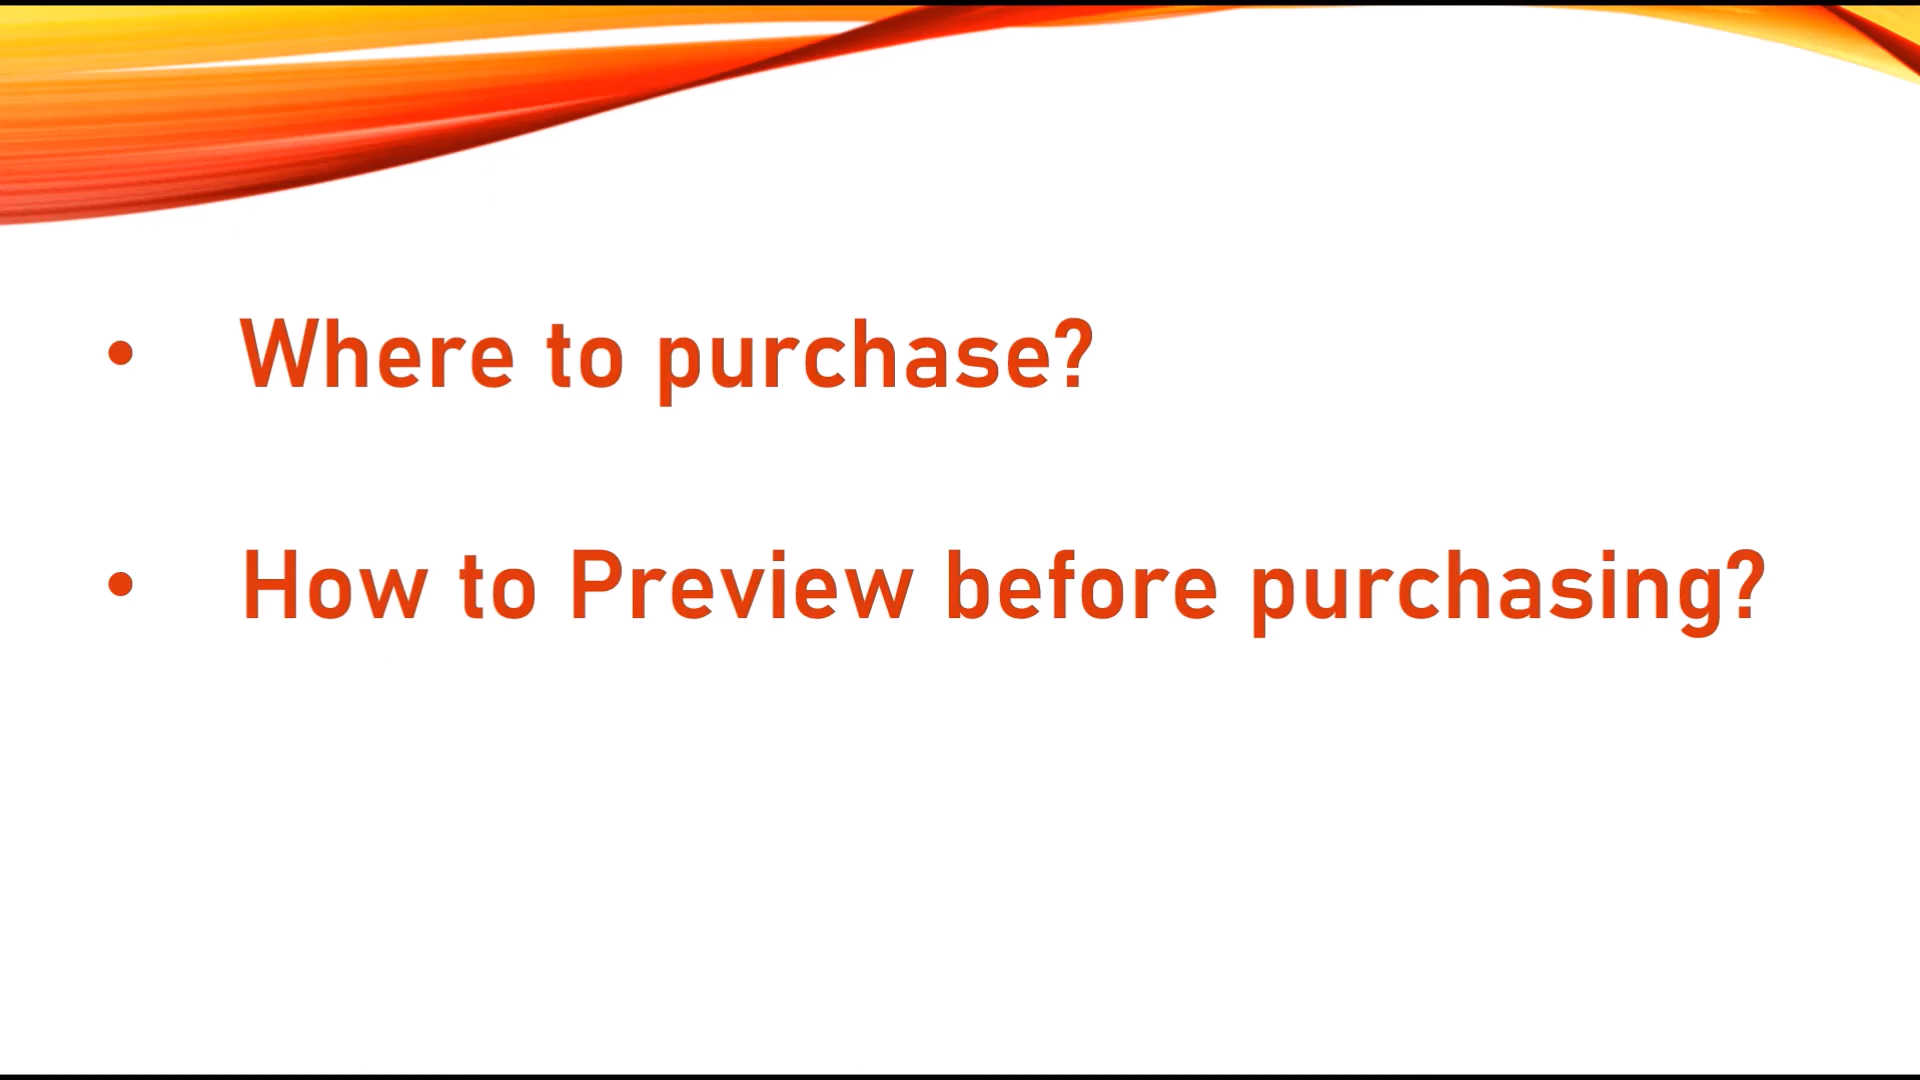 • Where to purchase?
• How to Preview before purchasing?